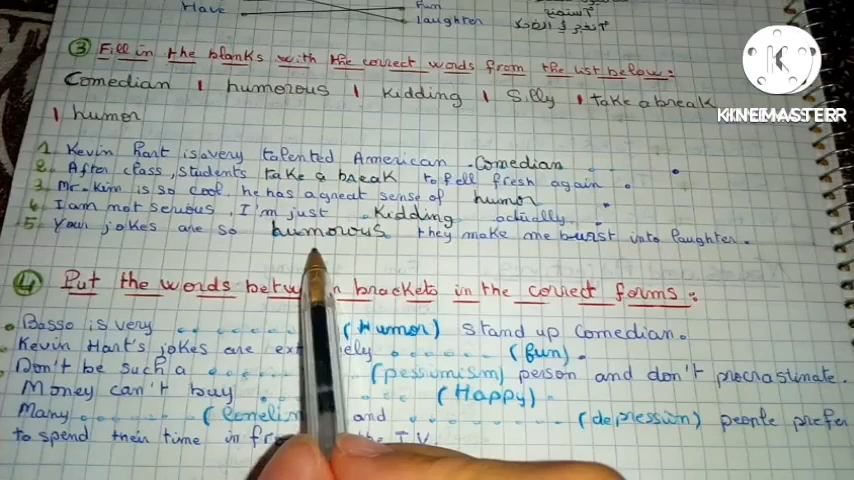 Have Fun
laughter
③ Fill in the blanks with the correct words from the list below:
Comedian | humorous | kidding | Silly | take a break
| humor
1 Kevin Hart is a very talented American .Comedian . .
2. After class, students take a break to fell fresh again .
3 Mr. Kim is so cool. he has a great sense of humor .
4 I am not serious. I'm just .Kidding actually.
5 Your jokes are so humorous they make me burst into laughter.
④ Put the words between brackets in the correct forms:
Basso is very .......... (Humor) stand up comedian.
Kevin Hart's jokes are ...... (fun).
Don't be such a ........ (pessimism) person and don't procrastinate.
Money can't buy ...... (Happy).
Many ........ and ........ (depression) people prefer
to spend their time in the T.V.
KINEMASTER